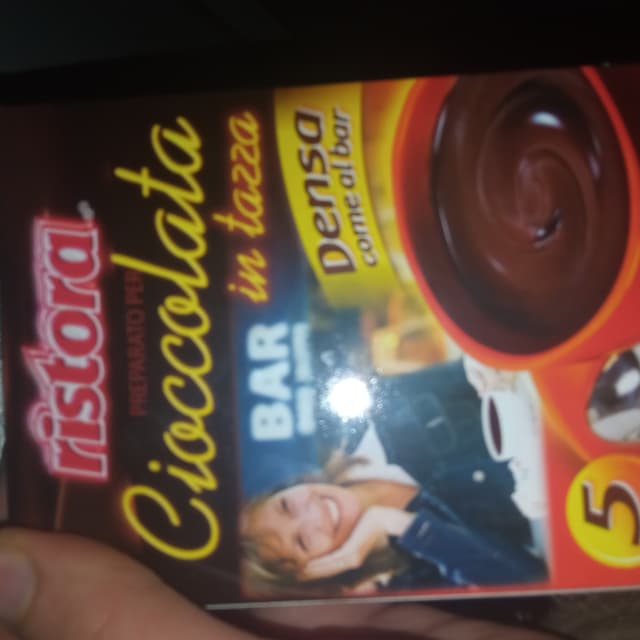 ristora
PREPARATO PER
Cioccolata
in tazza
Densa
come al bar
BAR
5